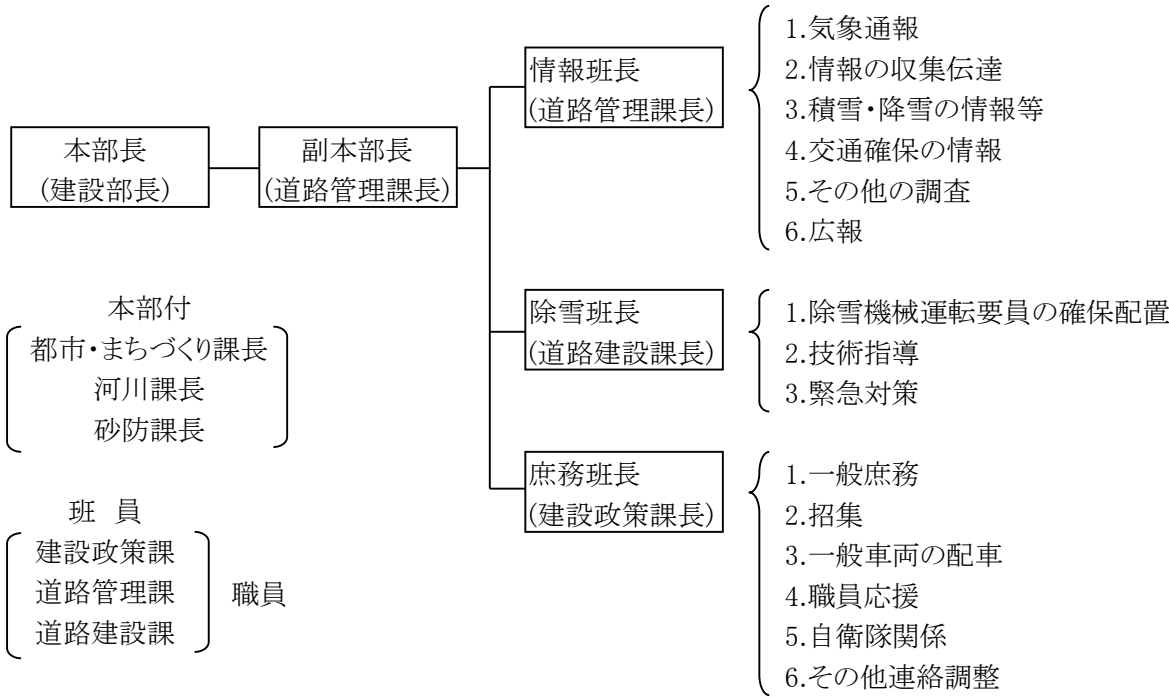 本部長
(建設部長)
副本部長
(道路管理課長)
情報班長
(道路管理課長)
1.気象通報
2.情報の収集伝達
3.積雪・降雪の情報等
4.交通確保の情報
5.その他の調査
6.広報
除雪班長
(道路建設課長)
1.除雪機械運転要員の確保配置
2.技術指導
3.緊急対策
庶務班長
(建設政策課長)
1.一般庶務
2.招集
3.一般車両の配車
4.職員応援
5.自衛隊関係
6.その他連絡調整
本部付
都市・まちづくり課長
河川課長
砂防課長
班 員
建設政策課
道路管理課
道路建設課
職員